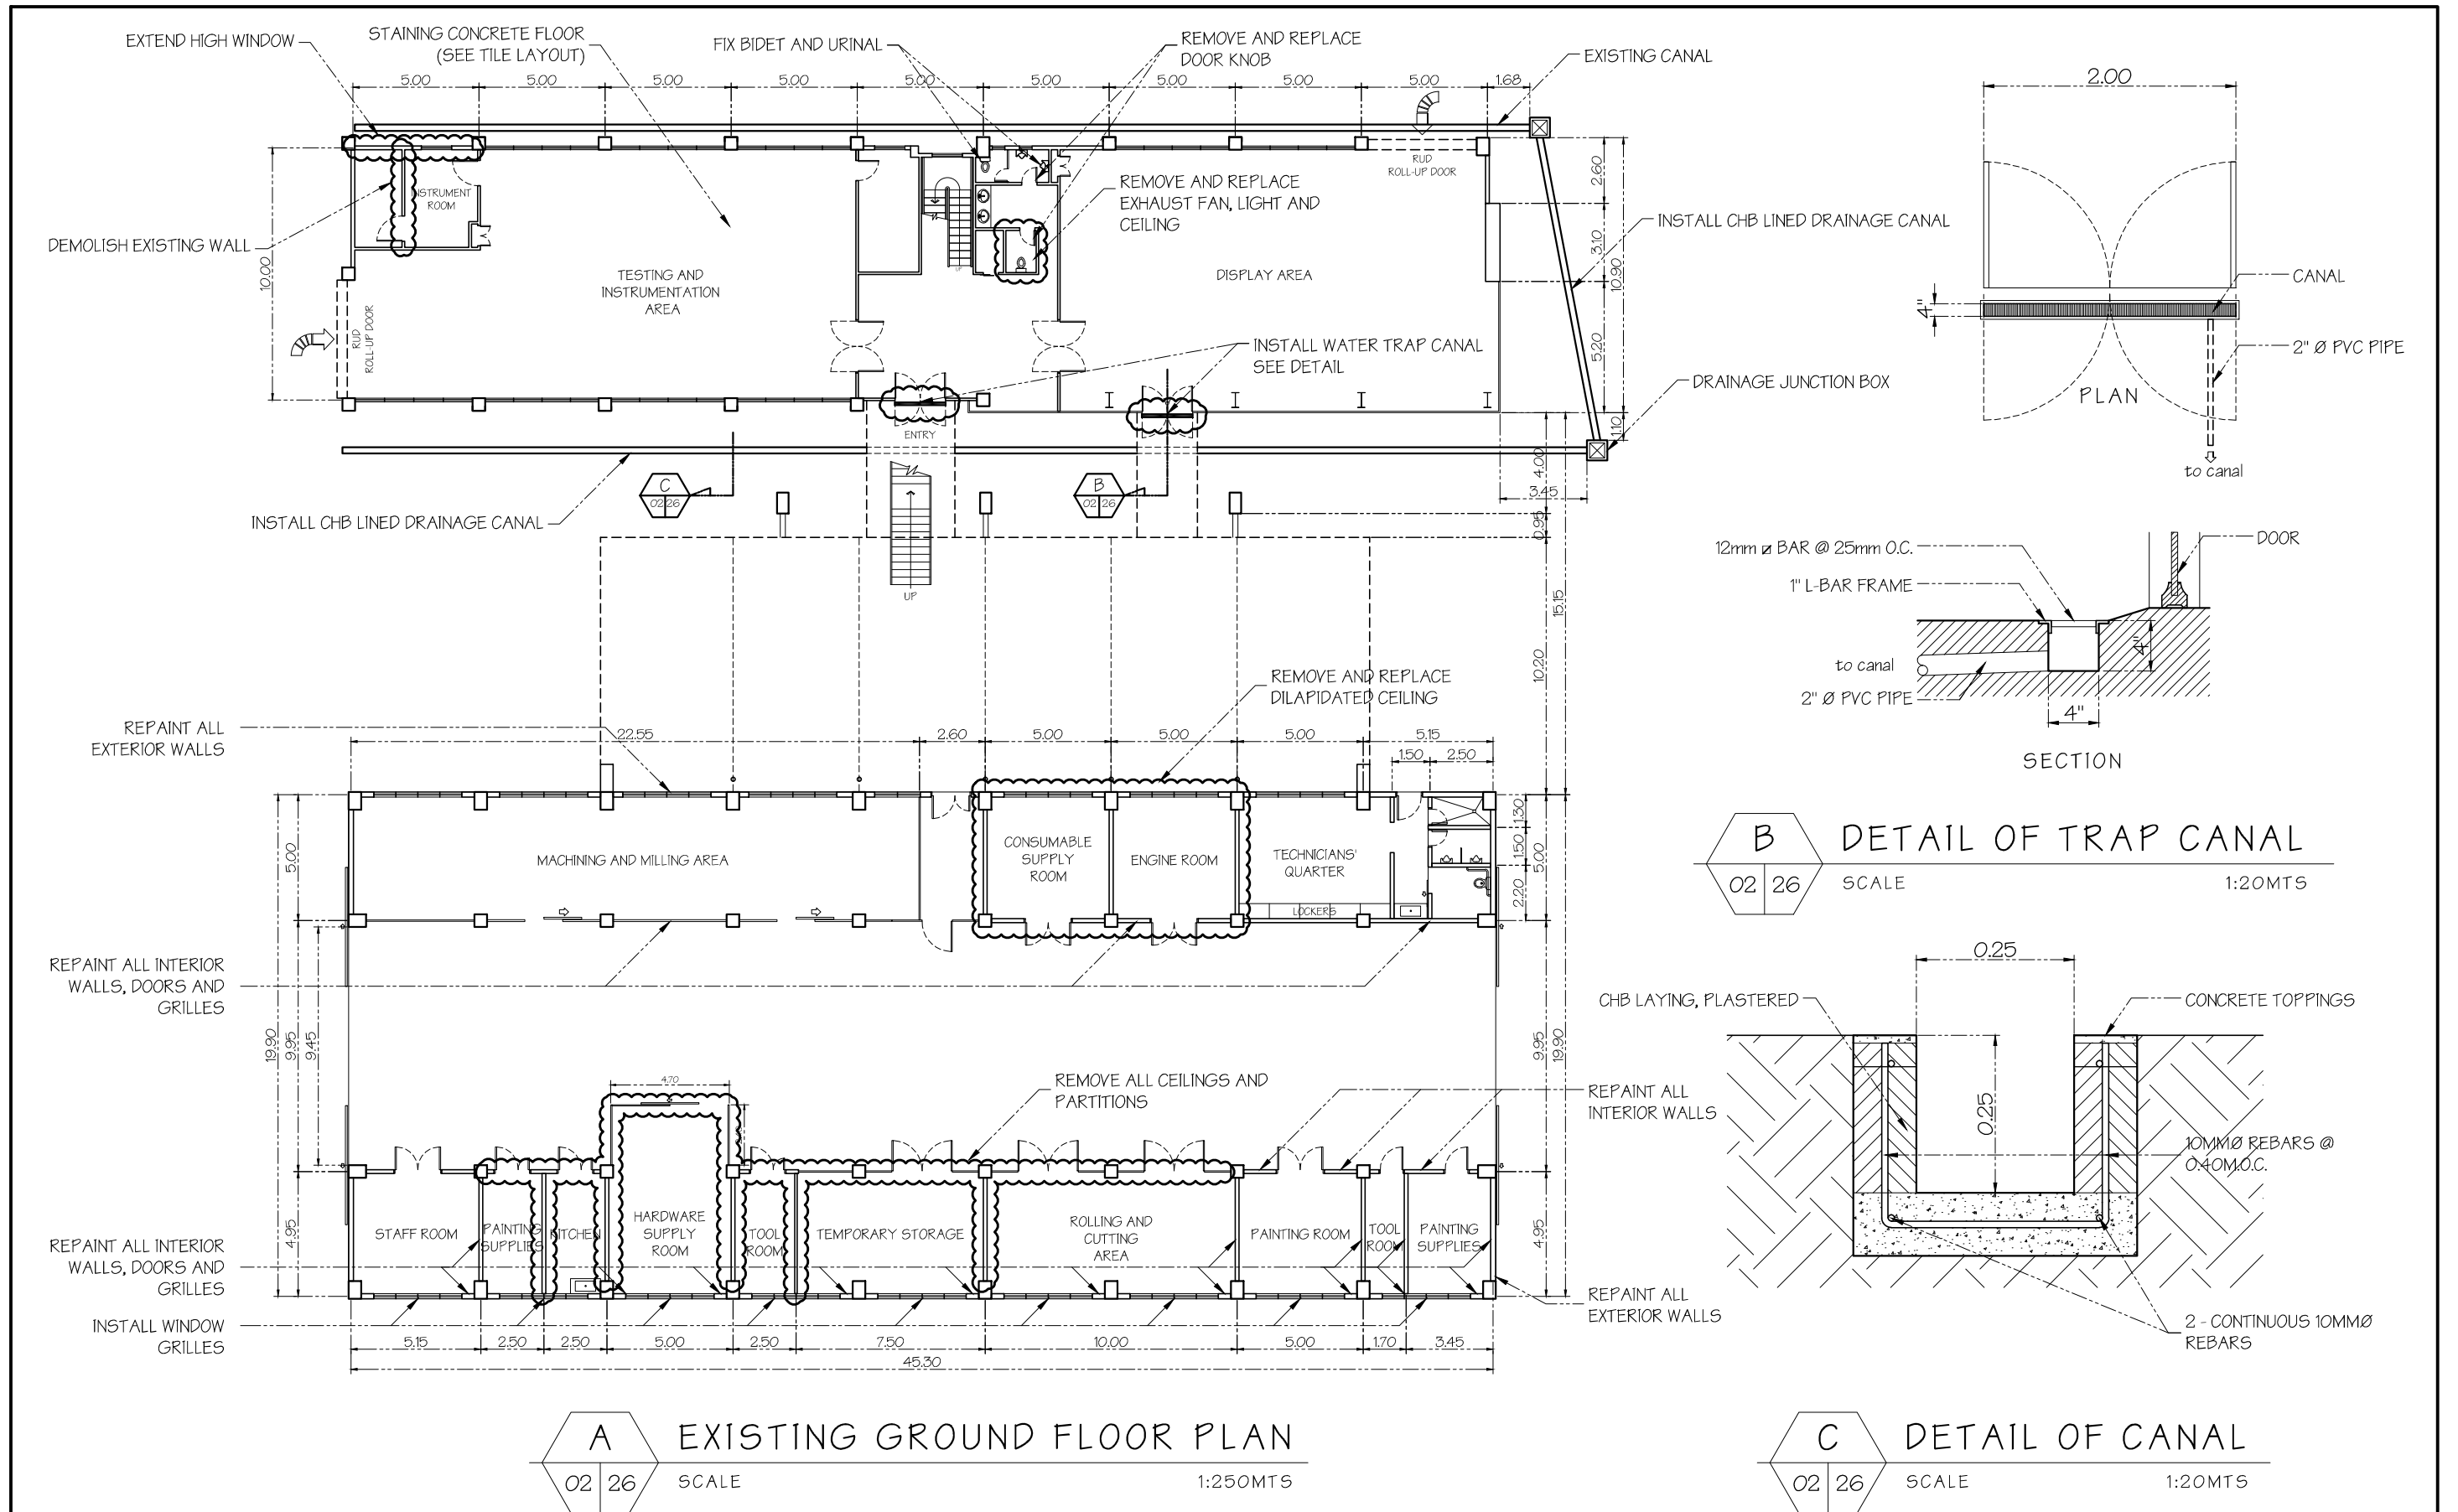 EXTEND HIGH WINDOW
STAINING CONCRETE FLOOR
(SEE TILE LAYOUT)
FIX BIDET AND URINAL
REMOVE AND REPLACE
DOOR KNOB
EXISTING CANAL
5.00
5.00
5.00
5.00
5.00
5.00
5.00
5.00
5.00
1.68
INSTRUMENT
ROOM
DEMOLISH EXISTING WALL
10.00
TESTING AND
INSTRUMENTATION
AREA
RUD
ROLL-UP DOOR
UP
REMOVE AND REPLACE
EXHAUST FAN, LIGHT AND
CEILING
DISPLAY AREA
RUD
ROLL-UP DOOR
2.60
3.10
10.90
5.20
1.10
INSTALL CHB LINED DRAINAGE CANAL
INSTALL WATER TRAP CANAL
SEE DETAIL
DRAINAGE JUNCTION BOX
ENTRY
C
02 26
B
02 26
INSTALL CHB LINED DRAINAGE CANAL
UP
4.00
3.45
0.95
15.15
10.20
REMOVE AND REPLACE
DILAPIDATED CEILING
REPAINT ALL
EXTERIOR WALLS
22.55
2.60
5.00
5.00
5.00
5.15
1.50
2.50
MACHINING AND MILLING AREA
CONSUMABLE
SUPPLY
ROOM
ENGINE ROOM
TECHNICIANS'
QUARTER
LOCKERS
1.30
1.50
5.00
2.20
5.00
REPAINT ALL INTERIOR
WALLS, DOORS AND
GRILLES
19.90
9.95
9.45
9.95
19.90
4.70
REMOVE ALL CEILINGS AND
PARTITIONS
REPAINT ALL
INTERIOR WALLS
STAFF ROOM
PAINTING
SUPPLIES
KITCHEN
HARDWARE
SUPPLY
ROOM
TOOL
ROOM
TEMPORARY STORAGE
ROLLING AND
CUTTING
AREA
PAINTING ROOM
TOOL
ROOM
PAINTING
SUPPLIES
4.95
4.95
REPAINT ALL INTERIOR
WALLS, DOORS AND
GRILLES
REPAINT ALL
EXTERIOR WALLS
INSTALL WINDOW
GRILLES
5.15
2.50
2.50
5.00
2.50
7.50
10.00
5.00
1.70
3.45
45.30
A
02 26
EXISTING GROUND FLOOR PLAN
SCALE 1:250MTS
2.00
CANAL
4"
2" Ø PVC PIPE
PLAN
to canal
12mm ⌀ BAR @ 25mm O.C.
DOOR
1" L-BAR FRAME
to canal
4"
2" Ø PVC PIPE
4"
SECTION
B
02 26
DETAIL OF TRAP CANAL
SCALE 1:20MTS
0.25
CHB LAYING, PLASTERED
CONCRETE TOPPINGS
0.25
10MMØ REBARS @
0.40M.O.C.
2 - CONTINUOUS 10MMØ
REBARS
C
02 26
DETAIL OF CANAL
SCALE 1:20MTS